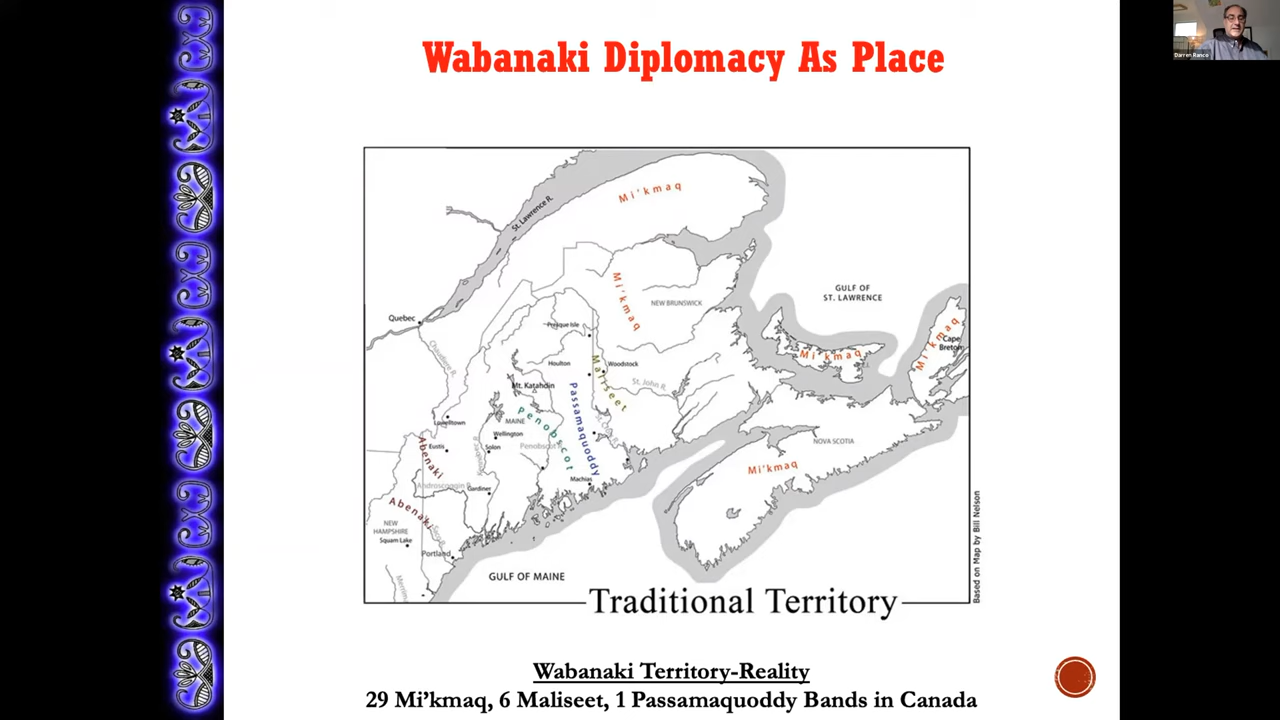 Wabanaki Diplomacy As Place
Darren Ranco
Mi'kmaq
St. Lawrence R.
Mi'kmaq
NEW BRUNSWICK
GULF OF
ST. LAWRENCE
Quebec
Presque Isle
Chaudiere R.
Houlton
Woodstock
Maliseet
St. John R.
Mi'kmaq
Mi'kmaq
Cape
Breton
Mt. Katahdin
Passamaquoddy
Penobscot
MAINE
Lowelltown
Wellington
Eustis
Solon
Penobscot
Abenaki
NOVA SCOTIA
Mi'kmaq
Machias
Androscoggin R.
Gardiner
Abenaki
NEW
HAMPSHIRE
Squam Lake
Saco R.
Portland
GULF OF MAINE
Traditional Territory
Based on Map by Bill Nelson
Wabanaki Territory-Reality
29 Mi’kmaq, 6 Maliseet, 1 Passamaquoddy Bands in Canada